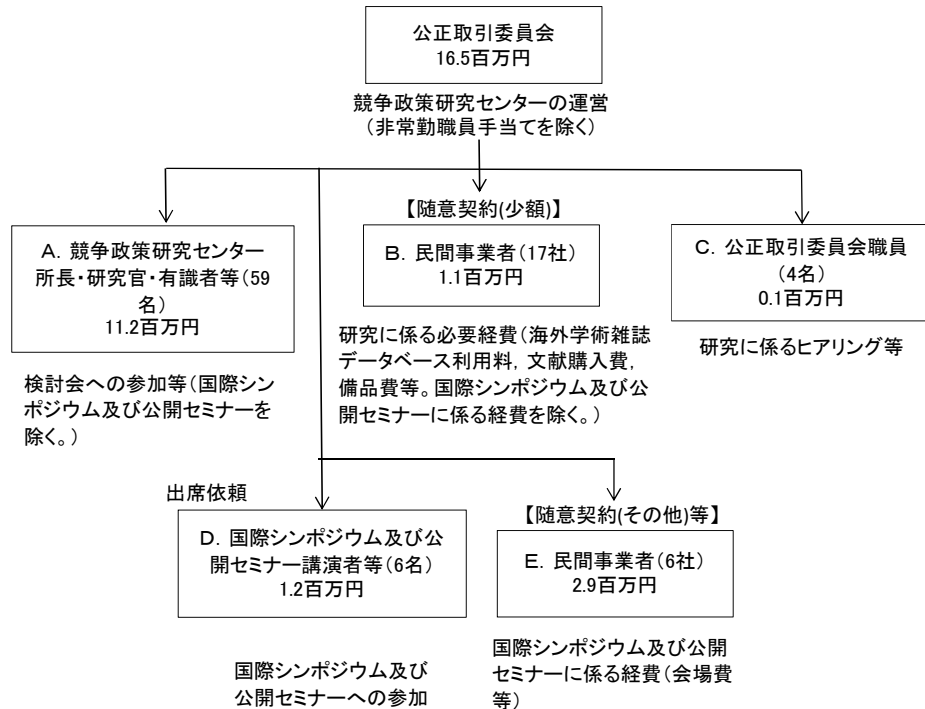 公正取引委員会
16.5百万円
競争政策研究センターの運営
（非常勤職員手当てを除く）
【随意契約(少額)】
A．競争政策研究センター
所長・研究官・有識者等（59
名）
11.2百万円
B．民間事業者（17社）
1.1百万円
C．公正取引委員会職員
（4名）
0.1百万円
検討会への参加等（国際シン
ポジウム及び公開セミナーを
除く。）
研究に係る必要経費（海外学術雑誌
データベース利用料，文献購入費，
備品費等。国際シンポジウム及び公
開セミナーに係る経費を除く。）
研究に係るヒアリング等
出席依頼
【随意契約(その他)等】
D．国際シンポジウム及び公
開セミナー講演者等（6名）
1.2百万円
E．民間事業者（6社）
2.9百万円
国際シンポジウム及び
公開セミナーへの参加
国際シンポジウム及び公開
セミナーに係る経費（会場費
等）